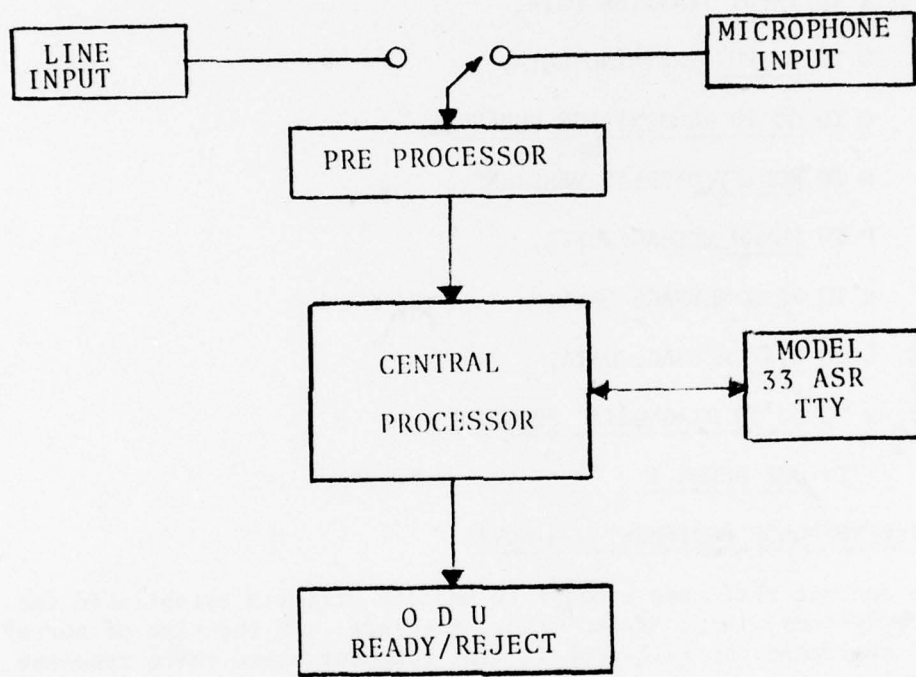 LINE
INPUT
MICROPHONE
INPUT
PRE PROCESSOR
CENTRAL
PROCESSOR
MODEL
33 ASR
TTY
O D U
READY/REJECT